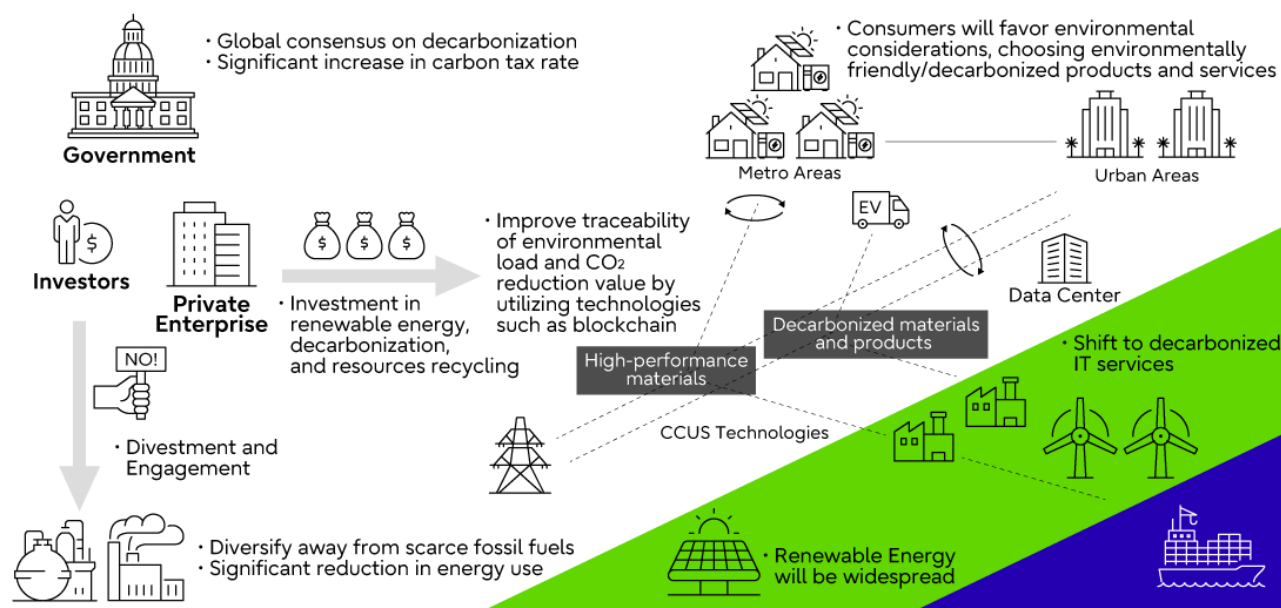 · Global consensus on decarbonization
· Significant increase in carbon tax rate
Government
· Consumers will favor environmental
considerations, choosing environmentally
friendly/decarbonized products and services
Metro Areas
Urban Areas
$
Investors
Private
Enterprise
$ $ $
· Investment in
renewable energy,
decarbonization,
and resources recycling
· Improve traceability
of environmental
load and CO₂
reduction value by
utilizing technologies
such as blockchain
EV
Data Center
High-performance
materials
Decarbonized materials
and products
· Shift to decarbonized
IT services
NO!
· Divestment and
Engagement
CCUS Technologies
· Diversify away from scarce fossil fuels
· Significant reduction in energy use
· Renewable Energy
will be widespread